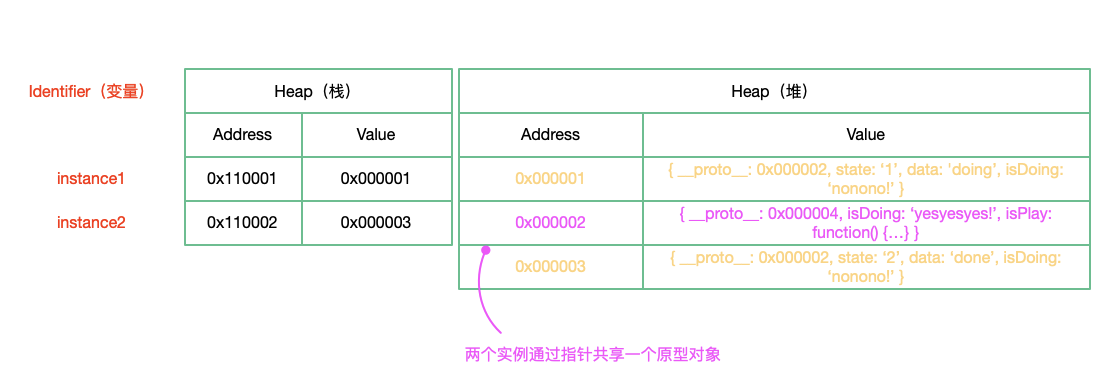 Identifier（变量）
Heap（栈）
Heap（堆）
Address
Value
Address
Value
instance1
0x110001
0x000001
0x000001
{ __proto__: 0x000002, state: ‘1’, data: ‘doing’, isDoing:
‘nonono!’ }
instance2
0x110002
0x000003
0x000002
{ __proto__: 0x000004, isDoing: ‘yesyesyes!’, isPlay:
function() {…} }
0x000003
{ __proto__: 0x000002, state: ‘2’, data: ‘done’, isDoing:
‘nonono!’ }
两个实例通过指针共享一个原型对象